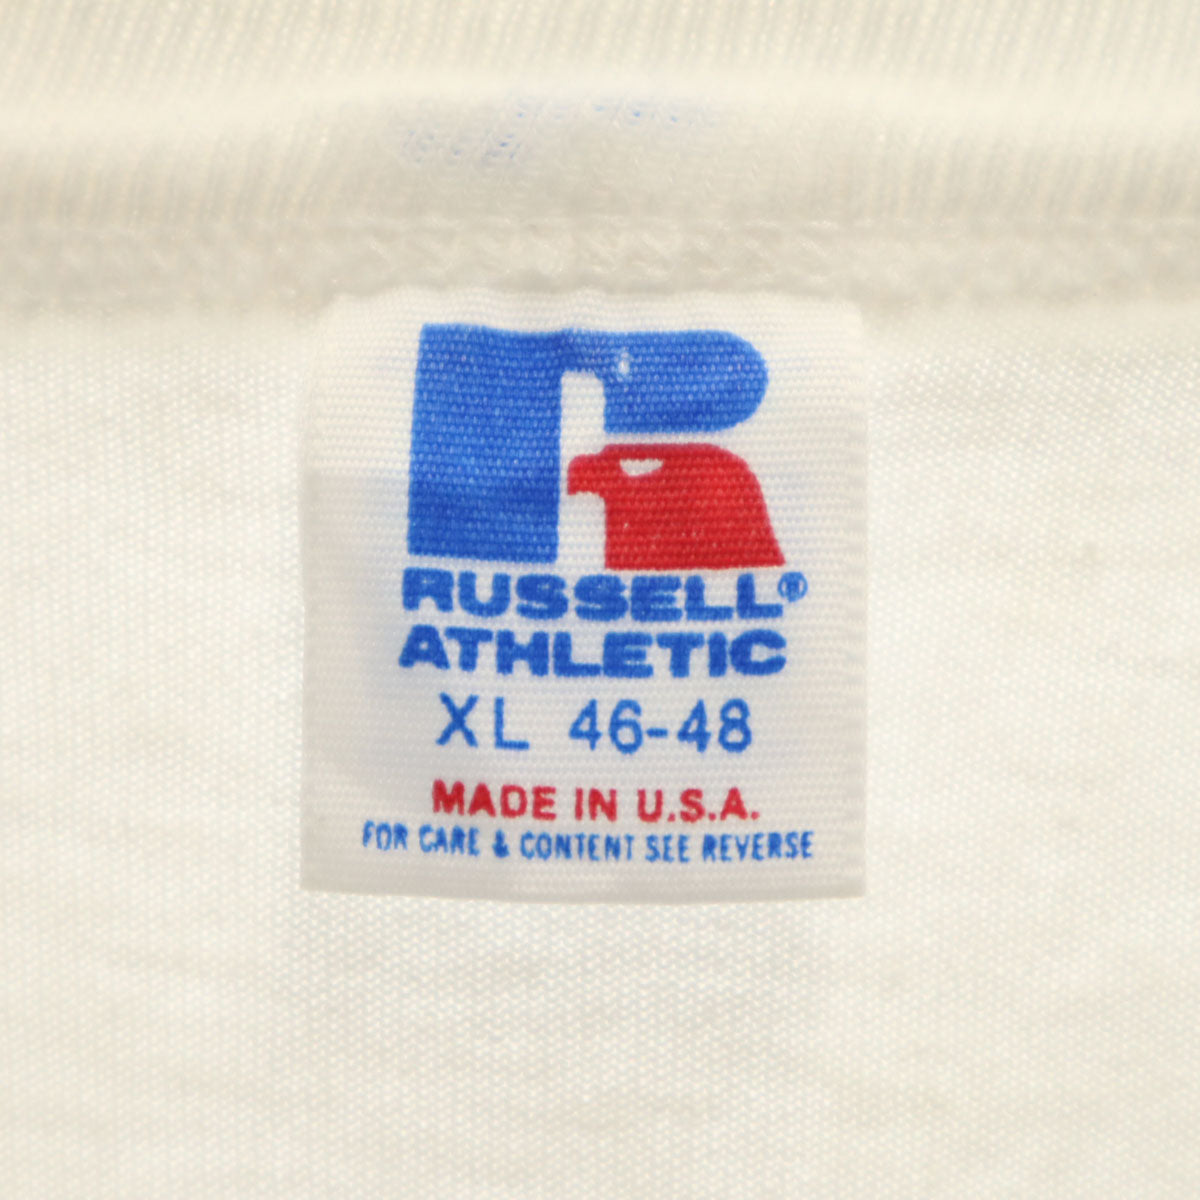 RUSSELL®
ATHLETIC
XL 46-48
MADE IN U.S.A.
FOR CARE & CONTENT SEE REVERSE